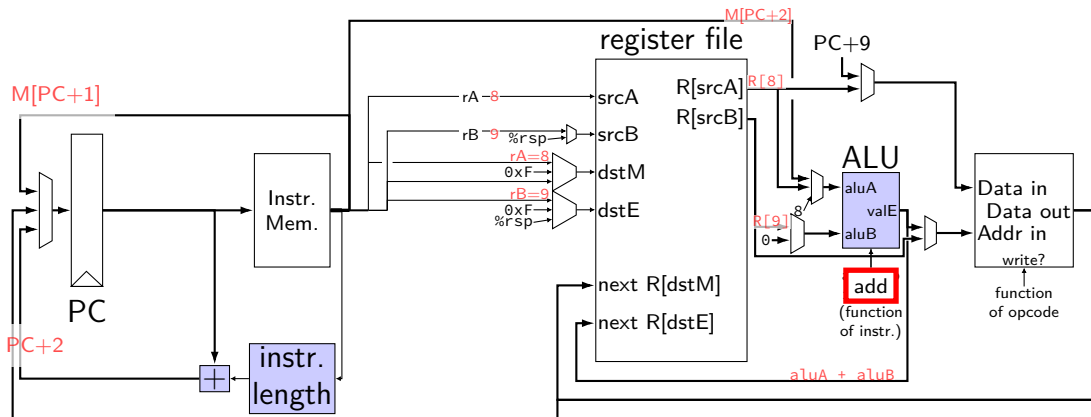 M[PC+2]
register file
PC+9
M[PC+1]
R[srcA]
R[8]
rA 8
srcA
R[srcB]
rB 9
%rsp
srcB
ALU
rA=8
0xF
dstM
Instr.
Mem.
aluA
Data in
rB=9
0xF
dstE
8
valE
Data out
%rsp
R[9]
0
aluB
Addr in
write?
PC
next R[dstM]
add
function
of opcode
(function
of instr.)
next R[dstE]
PC+2
+
instr.
length
aluA + aluB